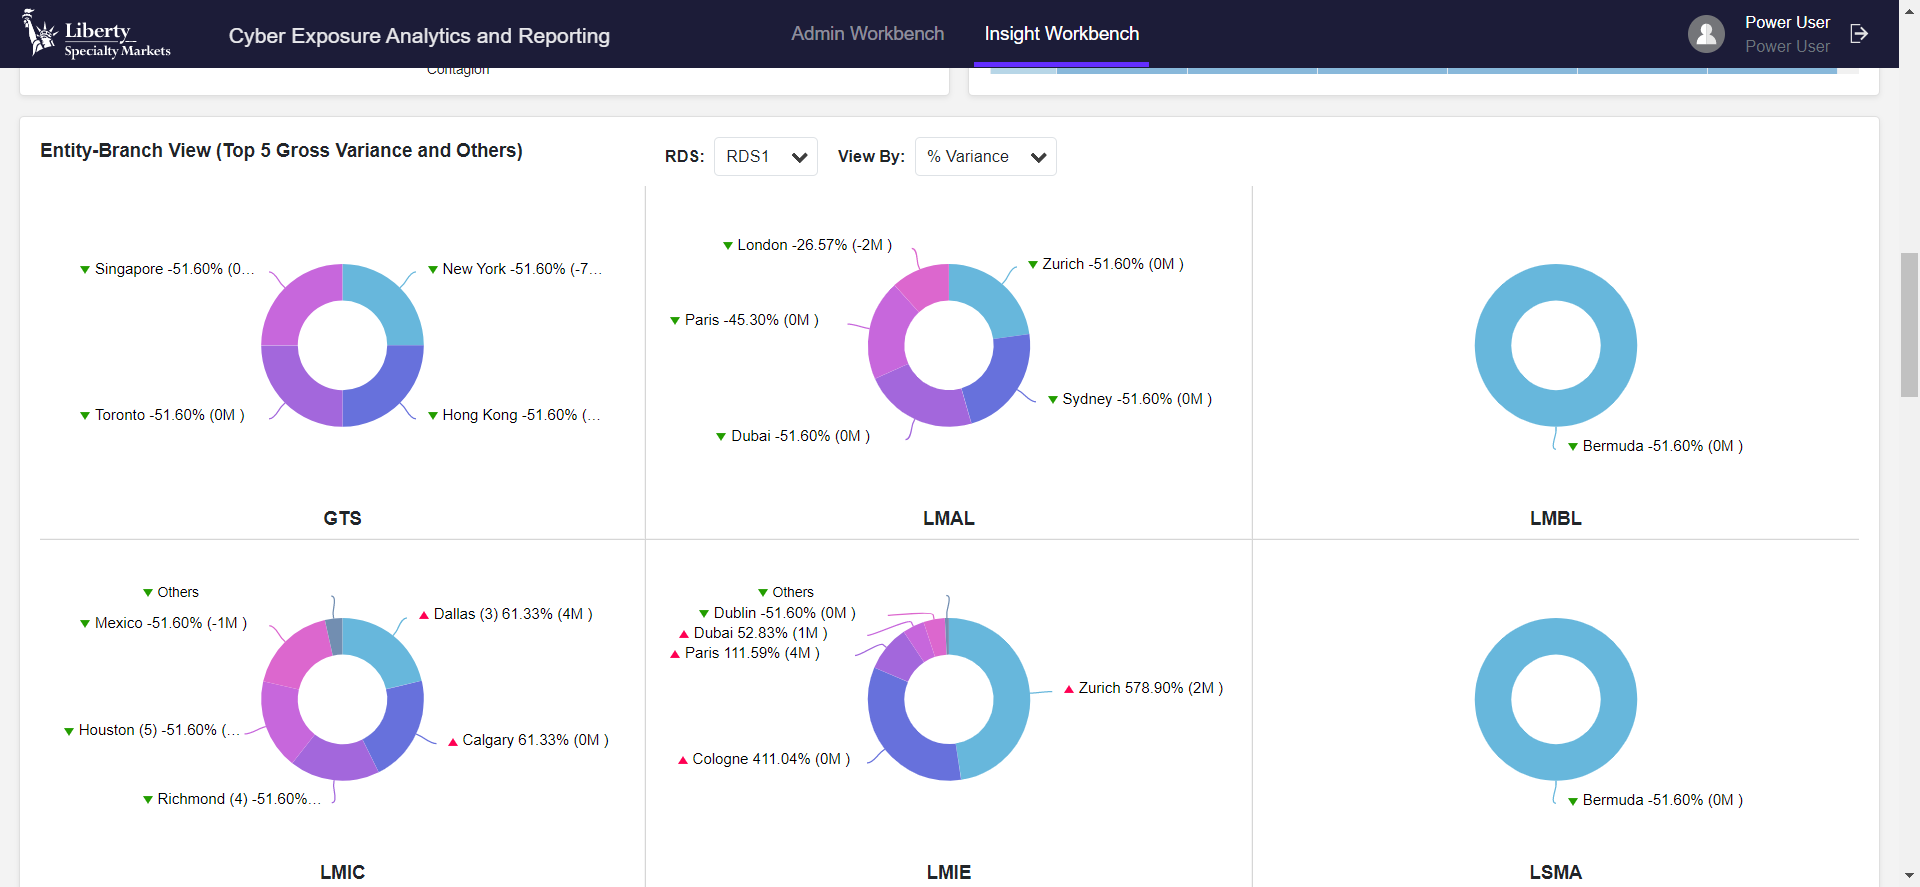 Liberty
Specialty Markets
Cyber Exposure Analytics and Reporting
Admin Workbench
Insight Workbench
Power User
Power User
Contagion
Entity-Branch View (Top 5 Gross Variance and Others)
RDS:
RDS1
View By:
% Variance
Singapore -51.60% (0...
New York -51.60% (-7...
Toronto -51.60% (0M )
Hong Kong -51.60% (...
GTS
London -26.57% (-2M )
Zurich -51.60% (0M )
Paris -45.30% (0M )
Sydney -51.60% (0M )
Dubai -51.60% (0M )
LMAL
Bermuda -51.60% (0M )
LMBL
Others
Mexico -51.60% (-1M )
Dallas (3) 61.33% (4M )
Houston (5) -51.60% (...
Calgary 61.33% (0M )
Richmond (4) -51.60%...
LMIC
Others
Dublin -51.60% (0M )
Dubai 52.83% (1M )
Paris 111.59% (4M )
Zurich 578.90% (2M )
Cologne 411.04% (0M )
LMIE
Bermuda -51.60% (0M )
LSMA